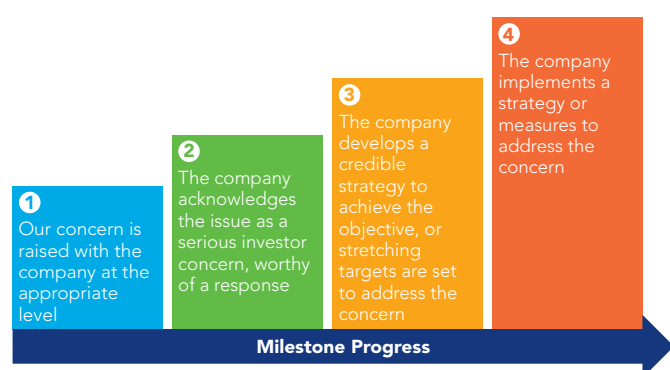 1
Our concern is
raised with the
company at the
appropriate
level
2
The company
acknowledges
the issue as a
serious investor
concern, worthy
of a response
3
The company
develops a
credible
strategy to
achieve the
objective, or
stretching
targets are set
to address the
concern
4
The company
implements a
strategy or
measures to
address the
concern
Milestone Progress